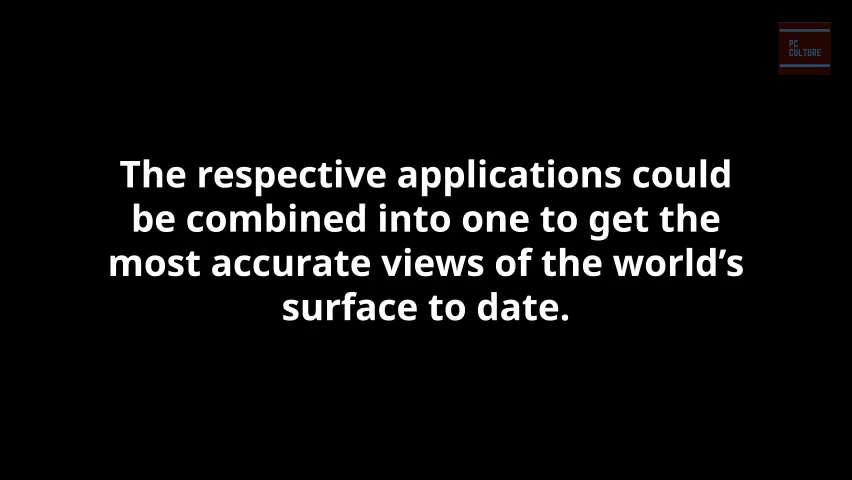 PC
CULTURE
The respective applications could
be combined into one to get the
most accurate views of the world’s
surface to date.